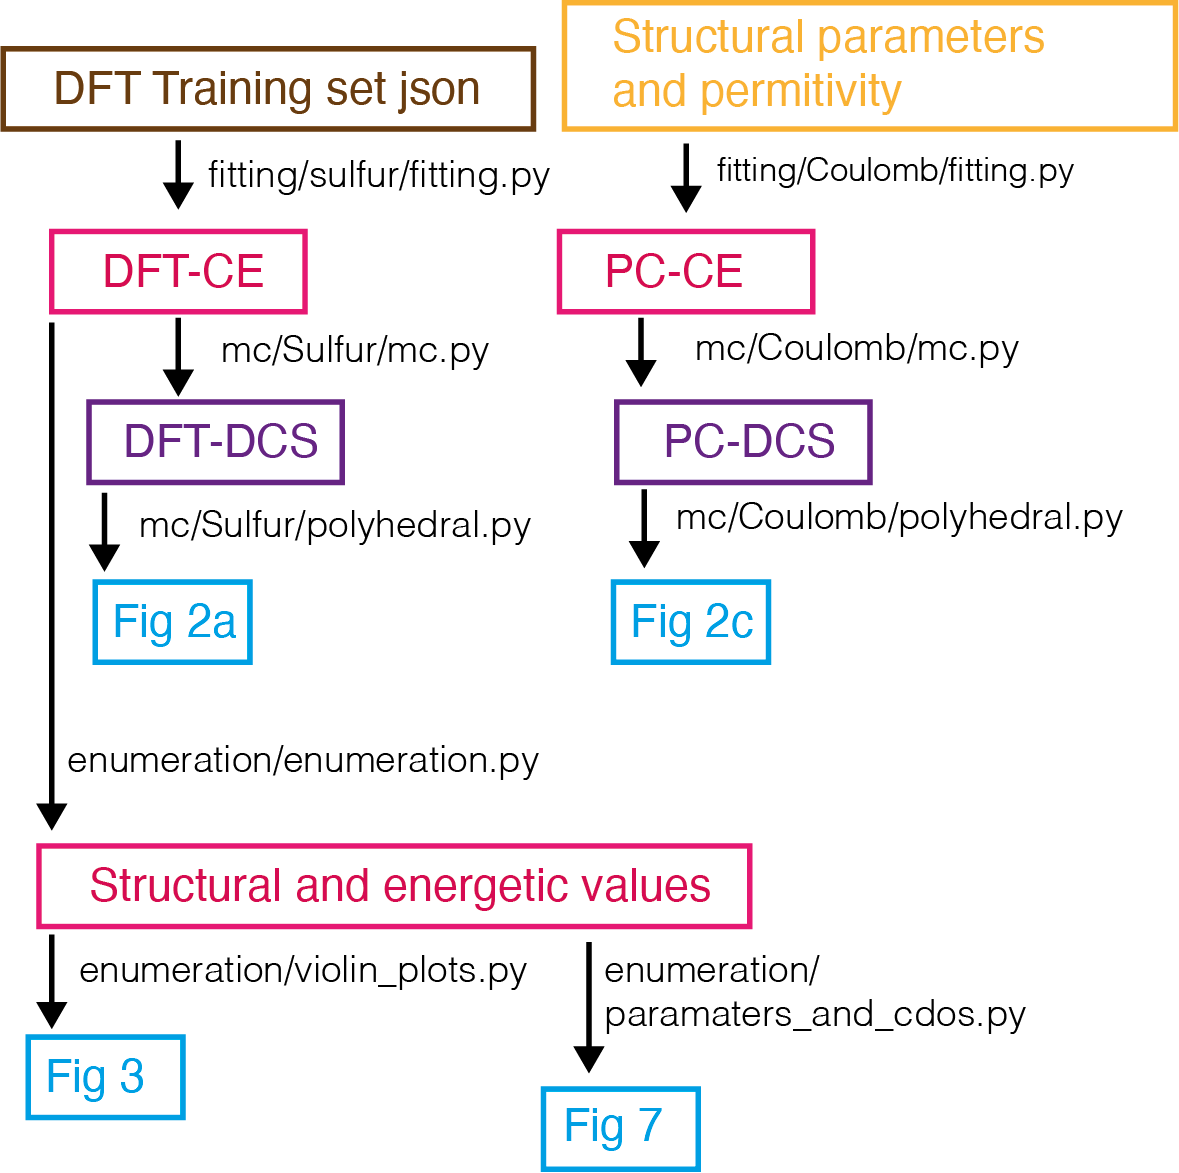 DFT Training set json
Structural parameters
and permitivity
fitting/sulfur/fitting.py
fitting/Coulomb/fitting.py
DFT-CE
PC-CE
mc/Sulfur/mc.py
mc/Coulomb/mc.py
DFT-DCS
PC-DCS
mc/Sulfur/polyhedral.py
mc/Coulomb/polyhedral.py
Fig 2a
Fig 2c
enumeration/enumeration.py
Structural and energetic values
enumeration/violin_plots.py
enumeration/
paramaters_and_cdos.py
Fig 3
Fig 7